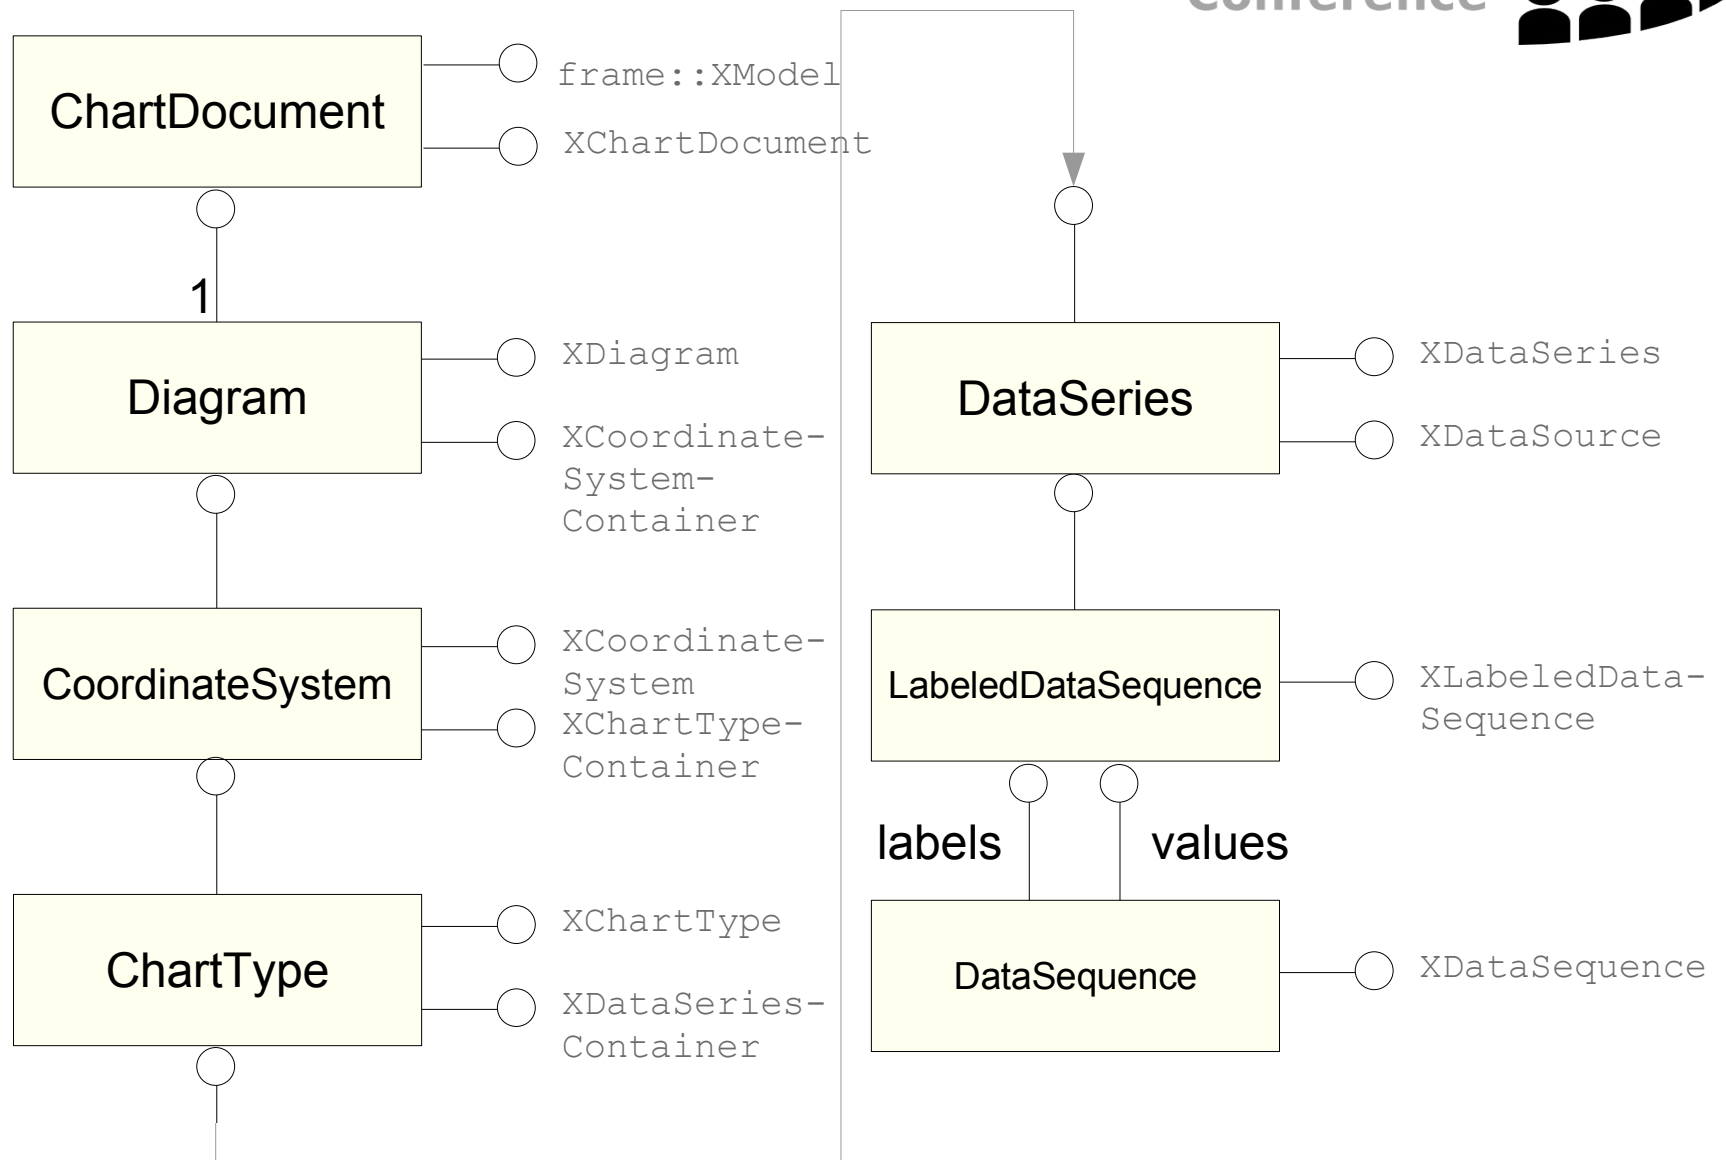 Conference
ChartDocument
frame::XModel
XChartDocument
1
Diagram
XDiagram
XCoordinate-
System-
Container
CoordinateSystem
XCoordinate-
System
XChartType-
Container
ChartType
XChartType
XDataSeries-
Container
DataSeries
XDataSeries
XDataSource
LabeledDataSequence
XLabeledData-
Sequence
labels
values
DataSequence
XDataSequence